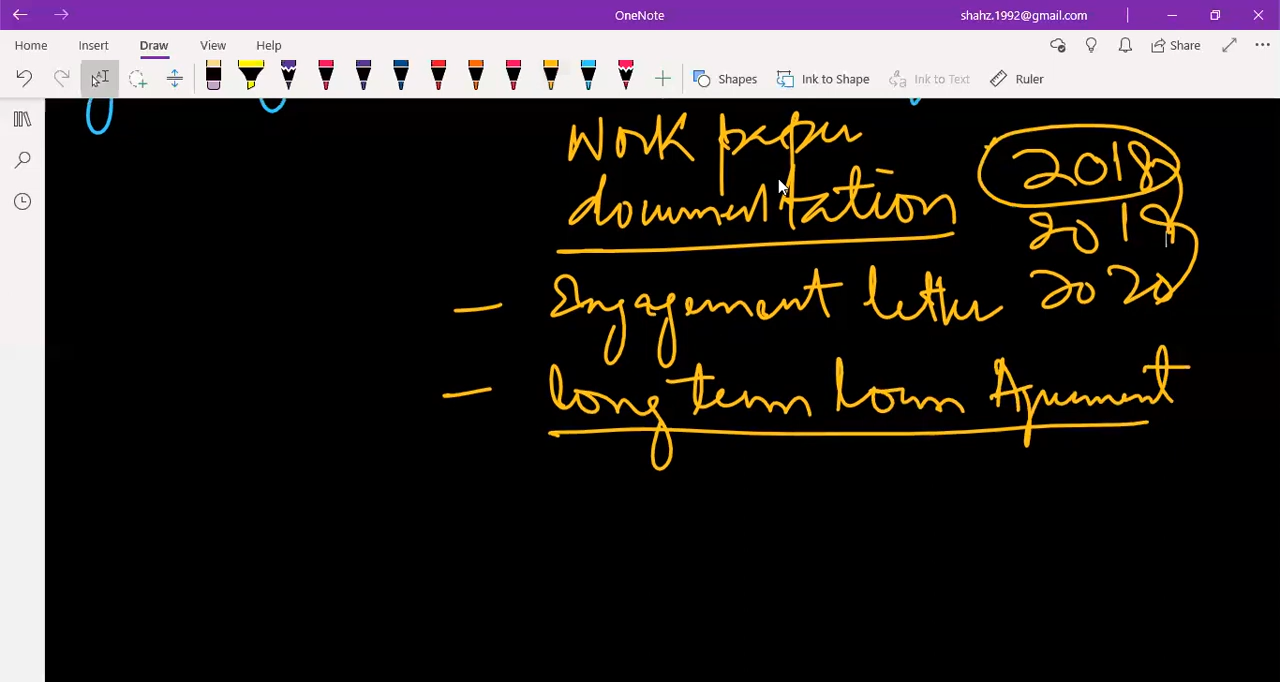 OneNote
shahz.1992@gmail.com
Home Insert Draw View Help Share
Shapes Ink to Shape Ink to Text Ruler
Work paper
documentation
2018
2019
2020
- Engagement letter
- long term loan Agreement